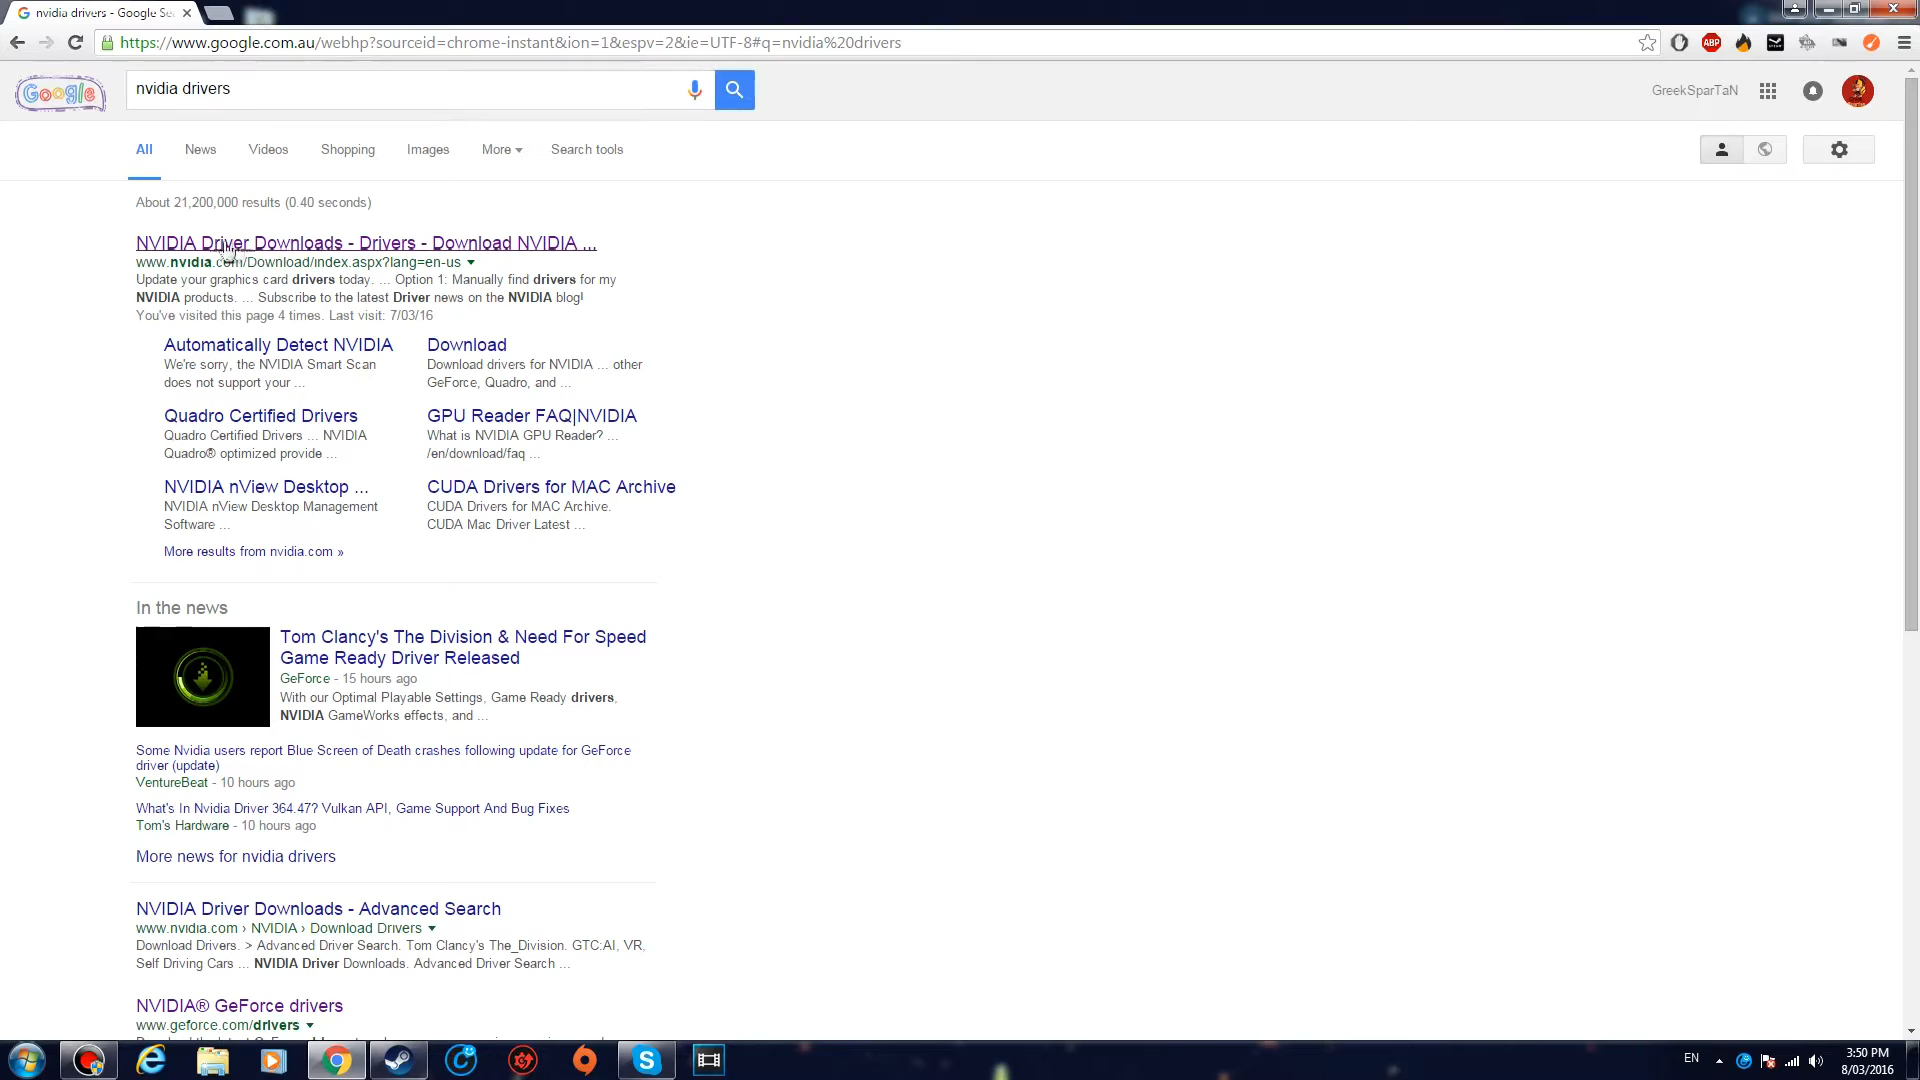 nvidia drivers - Google Se
https://www.google.com.au/webhp?sourceid=chrome-instant&ion=1&espv=2&ie=UTF-8#q=nvidia%20drivers
ABP
Google
nvidia drivers
GreekSparTaN
All News Videos Shopping Images More Search tools
About 21,200,000 results (0.40 seconds)
NVIDIA Driver Downloads - Drivers - Download NVIDIA ...
www.nvidia.com/Download/index.aspx?lang=en-us
Update your graphics card drivers today. ... Option 1: Manually find drivers for my
NVIDIA products. ... Subscribe to the latest Driver news on the NVIDIA blog!
You've visited this page 4 times. Last visit: 7/03/16
Automatically Detect NVIDIA
We're sorry, the NVIDIA Smart Scan
does not support your ...
Download
Download drivers for NVIDIA ... other
GeForce, Quadro, and ...
Quadro Certified Drivers
Quadro Certified Drivers ... NVIDIA
Quadro® optimized provide ...
GPU Reader FAQ|NVIDIA
What is NVIDIA GPU Reader? ...
/en/download/faq ...
NVIDIA nView Desktop ...
NVIDIA nView Desktop Management
Software ...
CUDA Drivers for MAC Archive
CUDA Drivers for MAC Archive.
CUDA Mac Driver Latest ...
More results from nvidia.com »
In the news
Tom Clancy's The Division & Need For Speed
Game Ready Driver Released
GeForce - 15 hours ago
With our Optimal Playable Settings, Game Ready drivers,
NVIDIA GameWorks effects, and ...
Some Nvidia users report Blue Screen of Death crashes following update for GeForce
driver (update)
VentureBeat - 10 hours ago
What's In Nvidia Driver 364.47? Vulkan API, Game Support And Bug Fixes
Tom's Hardware - 10 hours ago
More news for nvidia drivers
NVIDIA Driver Downloads - Advanced Search
www.nvidia.com › NVIDIA › Download Drivers
Download Drivers. > Advanced Driver Search. Tom Clancy's The_Division. GTC:AI, VR,
Self Driving Cars ... NVIDIA Driver Downloads. Advanced Driver Search ...
NVIDIA® GeForce drivers
www.geforce.com/drivers
EN
3:50 PM
8/03/2016